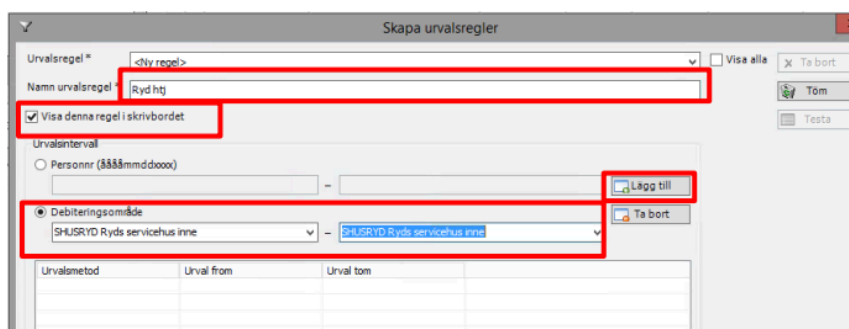 Skapa urvalsregler
Urvalsregel * <Ny regel> Visa alla Ta bort
Namn urvalsregel * Ryd htj Töm
Visa denna regel i skrivbordet Testa
Urvalsintervall
Personnr (ååååmmddxxxx)
– Lägg till
Debiteringsområde Ta bort
SHUSRYD Ryds servicehus inne – SHUSRYD Ryds servicehus inne
Urvalsmetod Urval from Urval tom